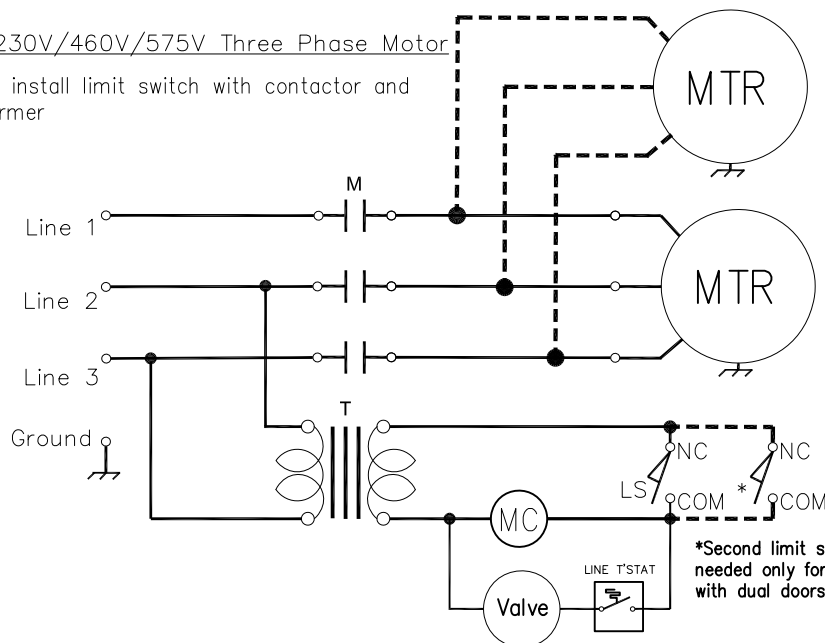 230V/460V/575V Three Phase Motor
install limit switch with contactor and
MTR
M
Line 1
Line 2
MTR
Line 3
T
Ground
NC
NC
LS
*
COM
COM
MC
*Second limit
needed only for
with dual doors
LINE T'STAT
Valve